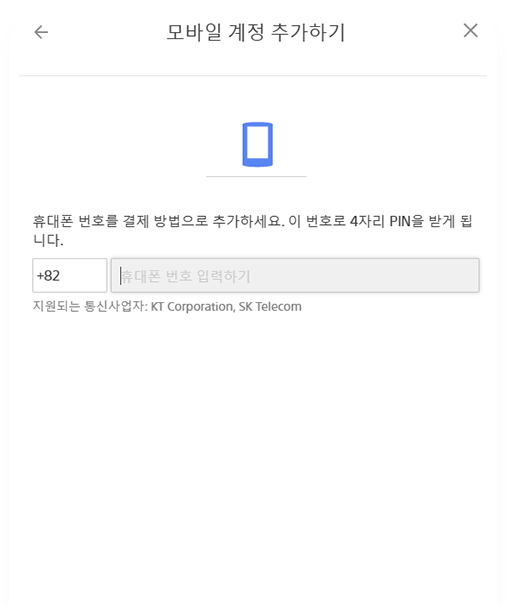 모바일 계정 추가하기
휴대폰 번호를 결제 방법으로 추가하세요. 이 번호로 4자리 PIN을 받게 됩
니다.
+82 휴대폰 번호 입력하기
지원되는 통신사업자: KT Corporation, SK Telecom